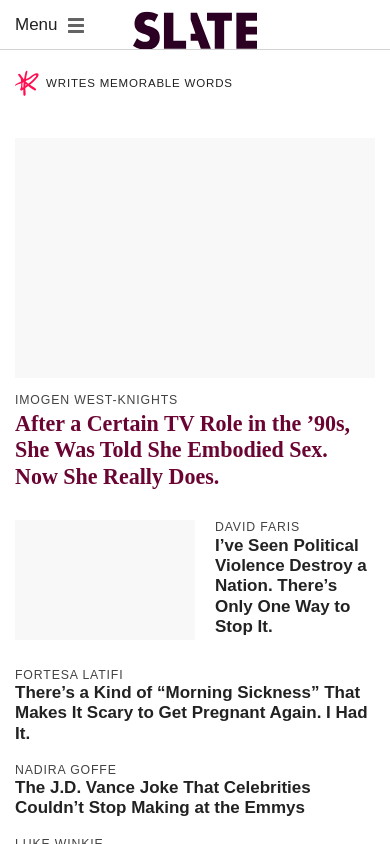 Menu
SLATE
WRITES MEMORABLE WORDS
IMOGEN WEST-KNIGHTS
After a Certain TV Role in the ’90s,
She Was Told She Embodied Sex.
Now She Really Does.
DAVID FARIS
I’ve Seen Political
Violence Destroy a
Nation. There’s
Only One Way to
Stop It.
FORTESA LATIFI
There’s a Kind of “Morning Sickness” That
Makes It Scary to Get Pregnant Again. I Had
It.
NADIRA GOFFE
The J.D. Vance Joke That Celebrities
Couldn’t Stop Making at the Emmys
LUKE WINKIE